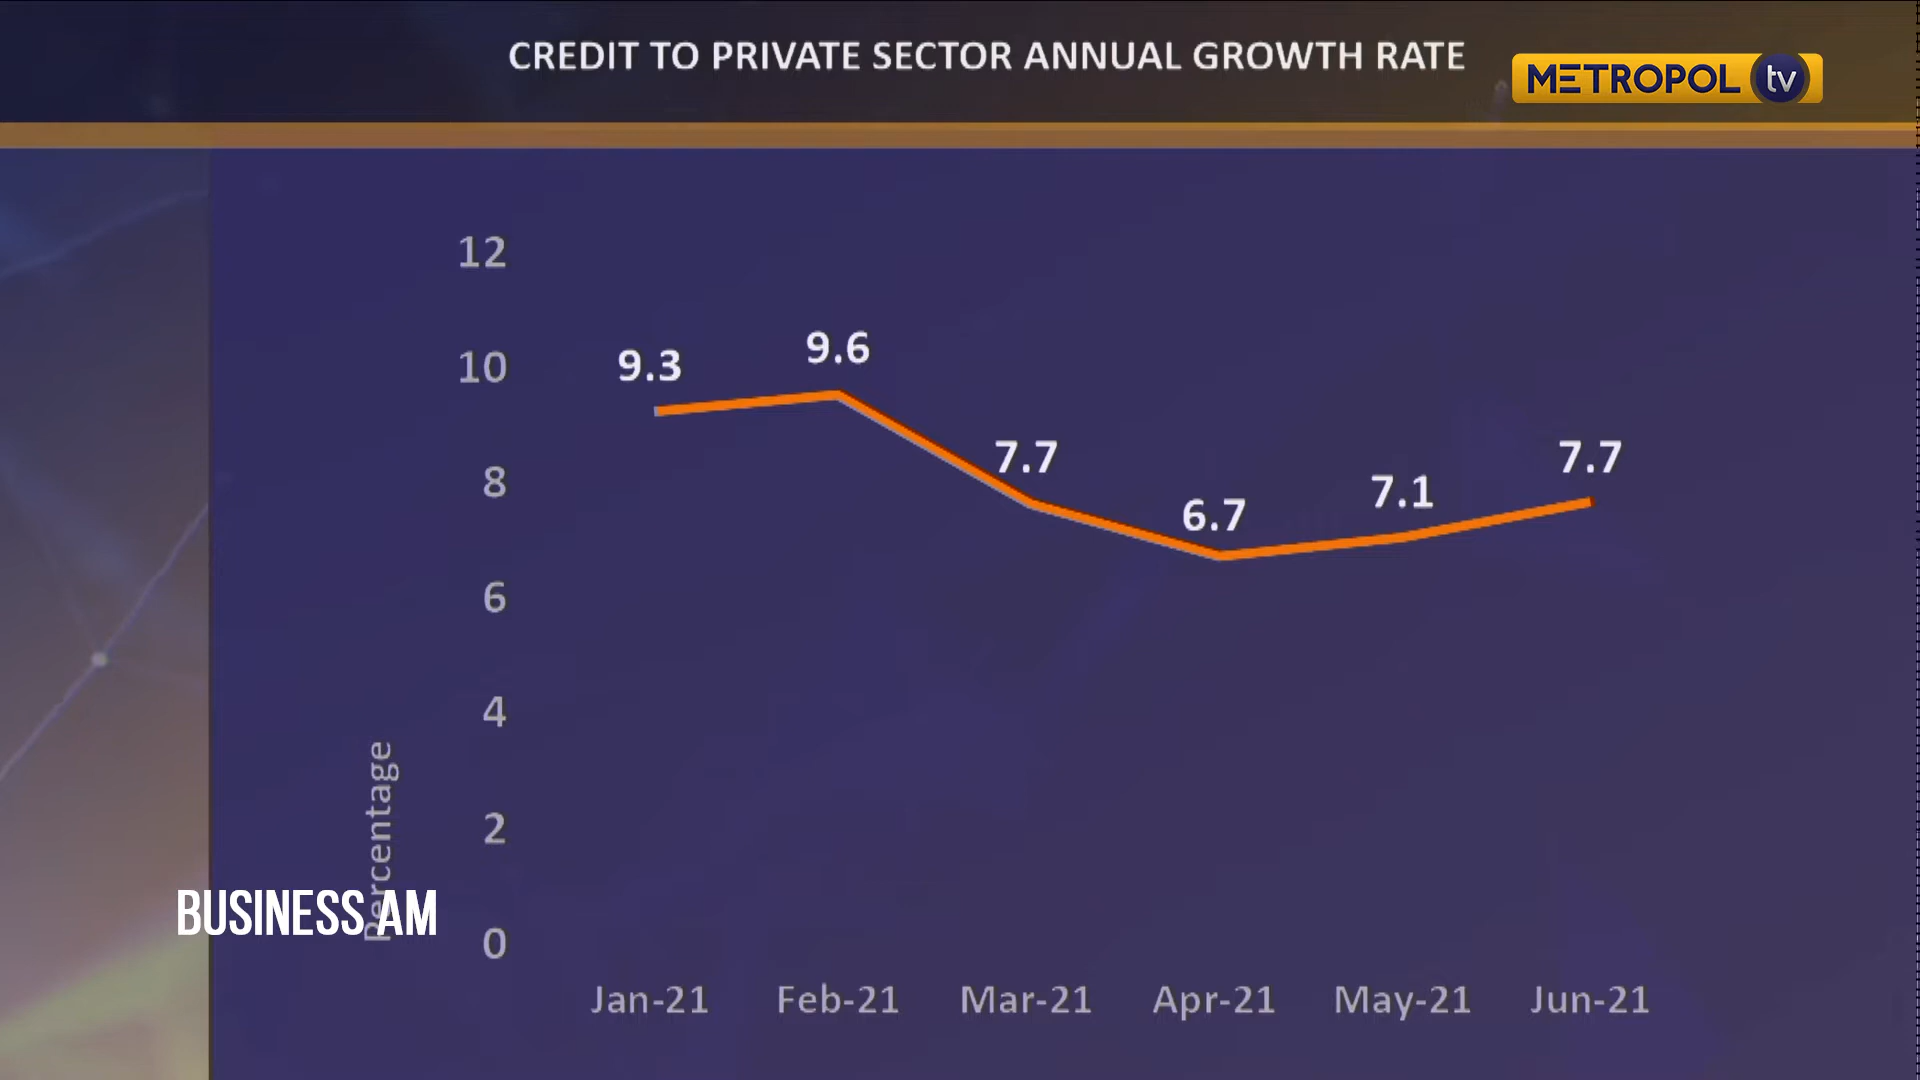 CREDIT TO PRIVATE SECTOR ANNUAL GROWTH RATE
METROPOL tv
12
10
8
6
4
2
0
Percentage
9.3
9.6
7.7
6.7
7.1
7.7
Jan-21
Feb-21
Mar-21
Apr-21
May-21
Jun-21
BUSINESS AM